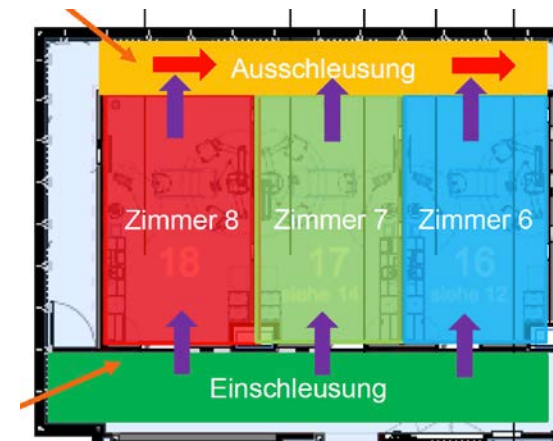 Ausschleusung
Zimmer 8
Zimmer 7
Zimmer 6
18
17
16
siehe 14
siehe 12
Einschleusung